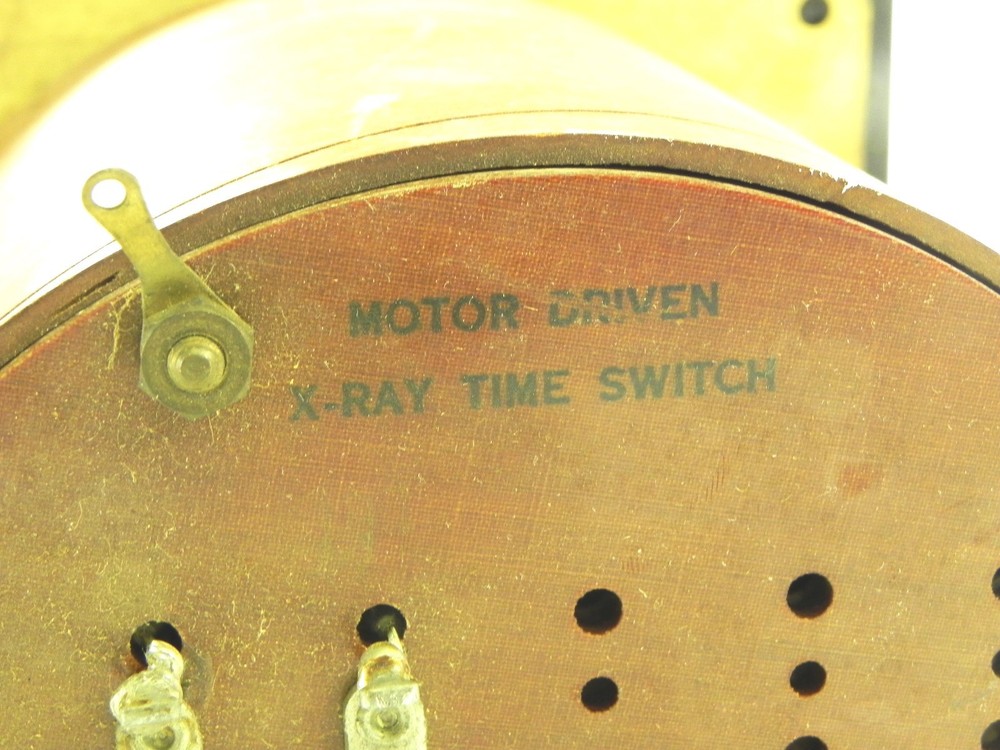 MOTOR DRIVEN
X-RAY TIME SWITCH